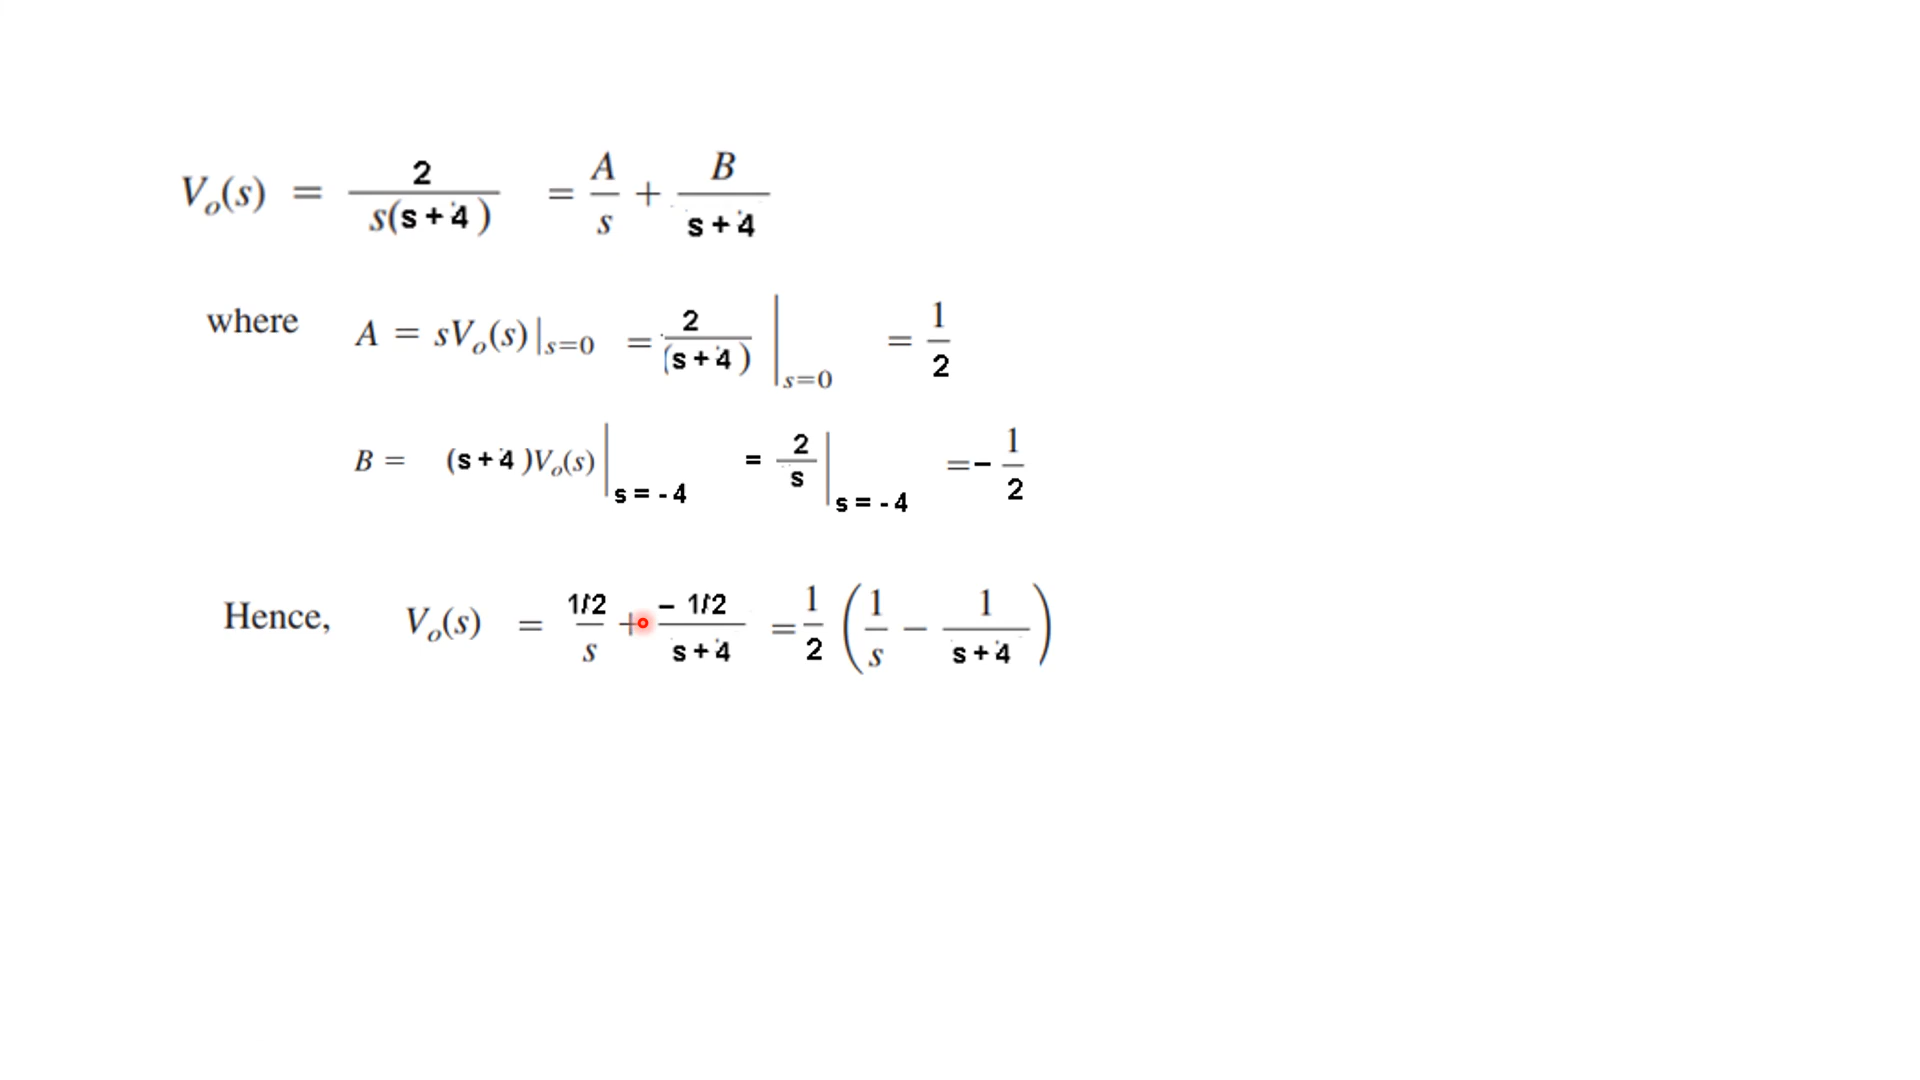 V_o(s) = 2 / s(s + 4) = A/s + B / s + 4
where A = sV_o(s)|_{s=0} = 2 / (s + 4) |_{s=0} = 1/2
B = (s + 4)V_o(s)|_{s = - 4} = 2/s |_{s = - 4} = - 1/2
Hence, V_o(s) = 1/2 / s + - 1/2 / s + 4 = 1/2 (1/s − 1 / s + 4)